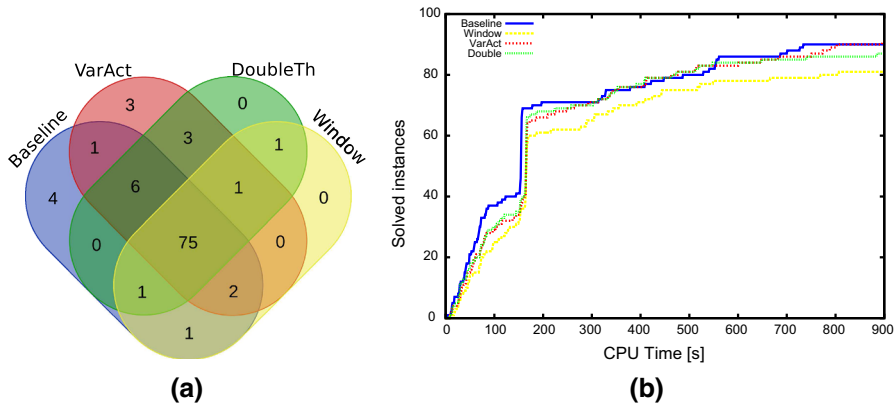 VarAct
DoubleTh
Baseline
Window
3
0
1
3
1
4
6
1
0
0
75
0
1
2
1
(a)
100
80
60
40
20
0
Solved instances
Baseline
Window
VarAct
Double
0 100 200 300 400 500 600 700 800 900
CPU Time [s]
(b)